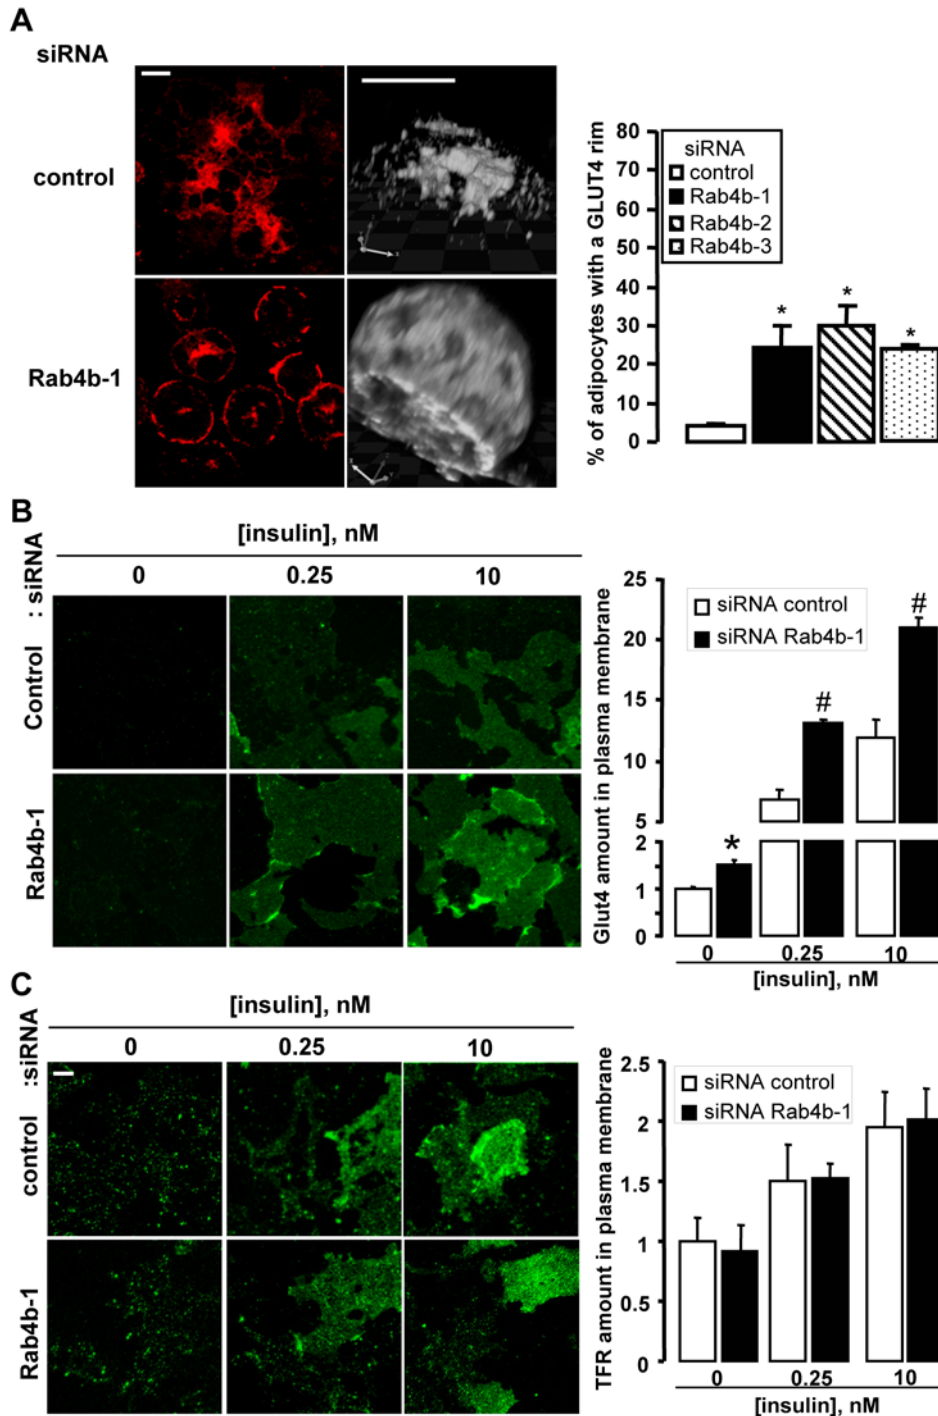 A
siRNA
control
Rab4b-1
% of adipocytes with a GLUT4 rim
80
70
60
50
40
30
20
10
0
siRNA
control
Rab4b-1
Rab4b-2
Rab4b-3
*
*
*
B
[insulin], nM
: siRNA
0
0.25
10
Control
Rab4b-1
Glut4 amount in plasma membrane
25
20
15
10
5
2
1
0
siRNA control
siRNA Rab4b-1
*
#
#
0
0.25
10
[insulin], nM
C
[insulin], nM
:siRNA
0
0.25
10
control
Rab4b-1
TFR amount in plasma membrane
2.5
2
1.5
1
0.5
0
siRNA control
siRNA Rab4b-1
0
0.25
10
[insulin], nM